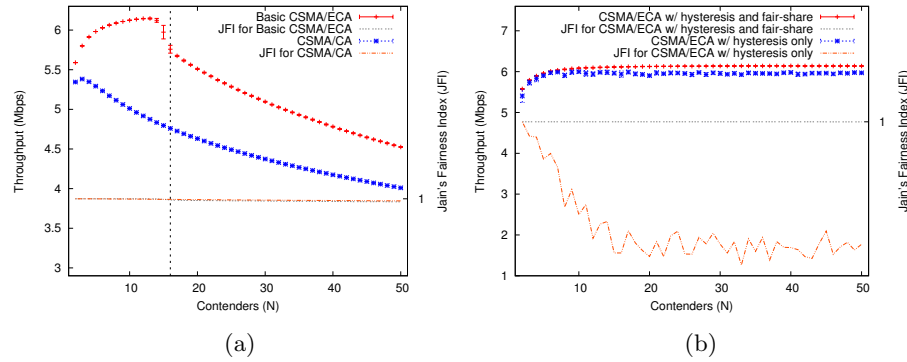 Basic CSMA/ECA
JFI for Basic CSMA/ECA
CSMA/CA
JFI for CSMA/CA
6.5
6
5.5
5
4.5
4
3.5
3
Throughput (Mbps)
1
Jain's Fairness Index (JFI)
10 20 30 40 50
Contenders (N)
(a)
CSMA/ECA w/ hysteresis and fair-share
JFI for CSMA/ECA w/ hysteresis and fair-share
CSMA/ECA w/ hysteresis only
JFI for CSMA/ECA w/ hysteresis only
7
6
5
4
3
2
1
Throughput (Mbps)
1
Jain's Fairness Index (JFI)
10 20 30 40 50
Contenders (N)
(b)